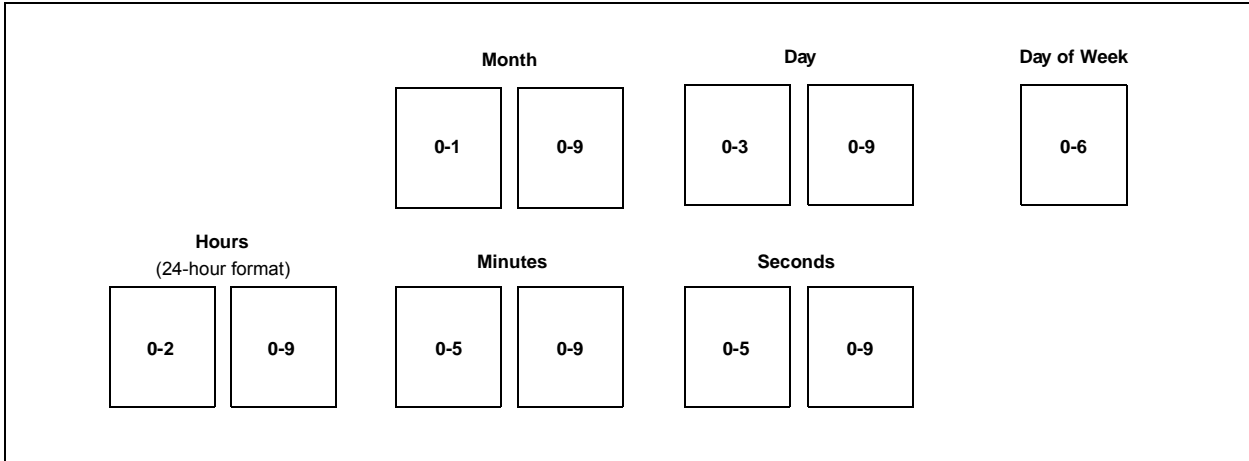 Month Day Day of Week
0-1 0-9 0-3 0-9 0-6
Hours
(24-hour format)
Minutes Seconds
0-2 0-9 0-5 0-9 0-5 0-9